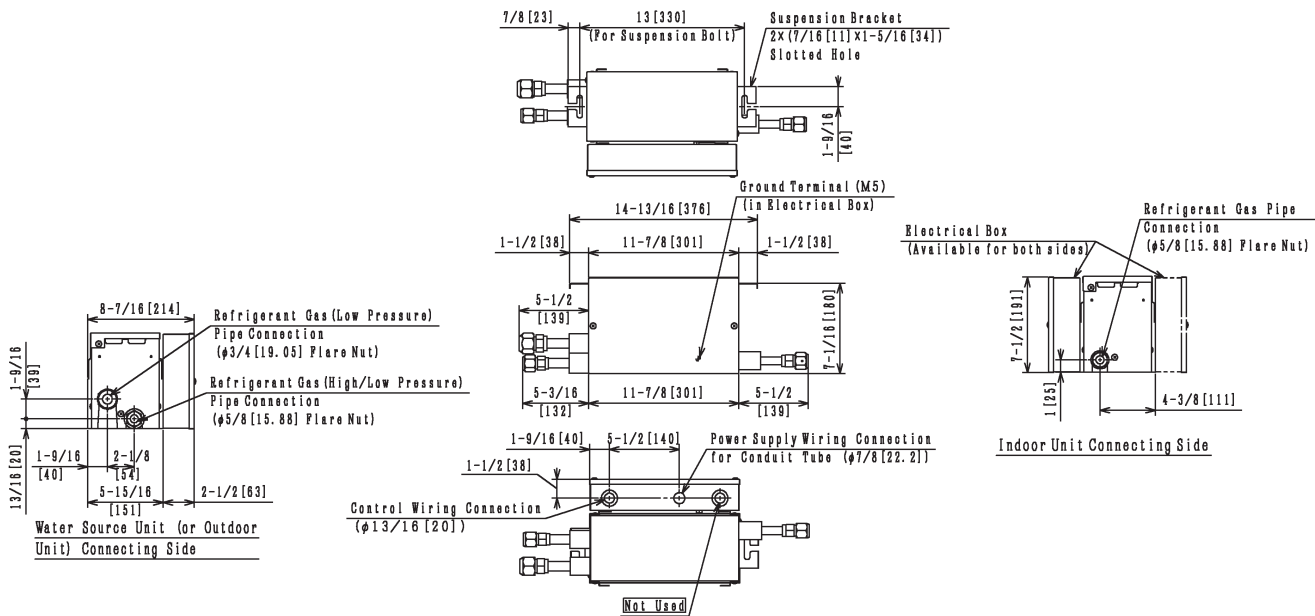 7/8 [23]
13 [330]
(For Suspension Bolt)
Suspension Bracket
2×(7/16 [11]×1-5/16 [34])
Slotted Hole
1-9/16
[40]
Ground Terminal (M5)
(in Electrical Box)
14-13/16 [376]
1-1/2 [38]
11-7/8 [301]
1-1/2 [38]
5-1/2
[139]
7-1/16 [180]
5-3/16
[132]
11-7/8 [301]
5-1/2
[139]
Electrical Box
(Available for both sides)
Refrigerant Gas Pipe
Connection
(φ5/8 [15.88] Flare Nut)
7-1/2 [191]
1 [25]
4-3/8 [111]
Indoor Unit Connecting Side
8-7/16 [214]
Refrigerant Gas (Low Pressure)
Pipe Connection
(φ3/4 [19.05] Flare Nut)
Refrigerant Gas (High/Low Pressure)
Pipe Connection
(φ5/8 [15.88] Flare Nut)
1-9/16
[39]
13/16 [20]
1-9/16
[40]
2-1/8
[54]
5-15/16
[151]
2-1/2 [63]
Water Source Unit (or Outdoor
Unit) Connecting Side
1-9/16 [40]
5-1/2 [140]
Power Supply Wiring Connection
for Conduit Tube (φ7/8 [22.2])
1-1/2 [38]
Control Wiring Connection
(φ13/16 [20])
Not Used